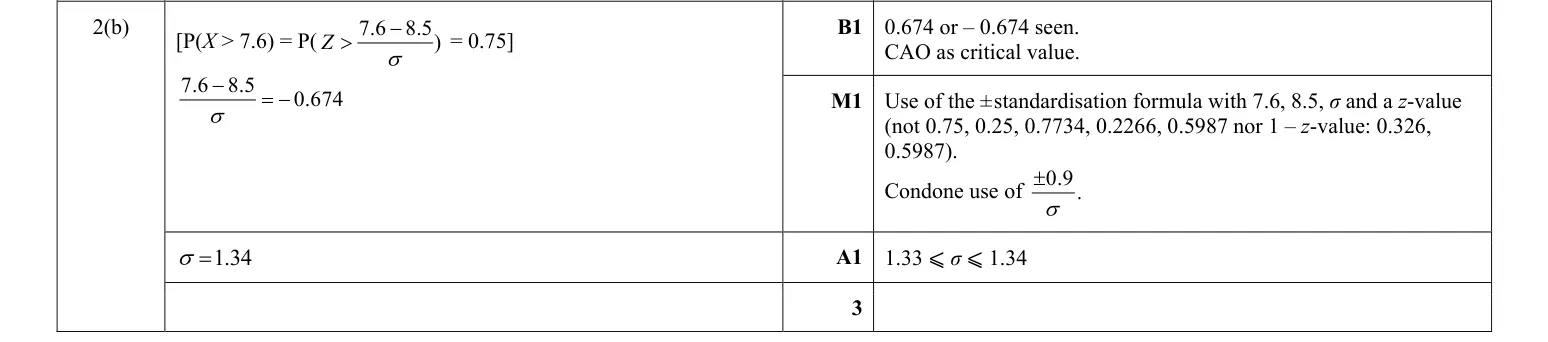 2(b)
[P(X > 7.6) = P( Z > (7.6 − 8.5)/σ ) = 0.75]
(7.6 − 8.5)/σ = − 0.674
B1
0.674 or – 0.674 seen.
CAO as critical value.
M1
Use of the ±standardisation formula with 7.6, 8.5, σ and a z-value
(not 0.75, 0.25, 0.7734, 0.2266, 0.5987 nor 1 – z-value: 0.326,
0.5987).
Condone use of ±0.9/σ.
σ = 1.34
A1
1.33 ⩽ σ ⩽ 1.34
3